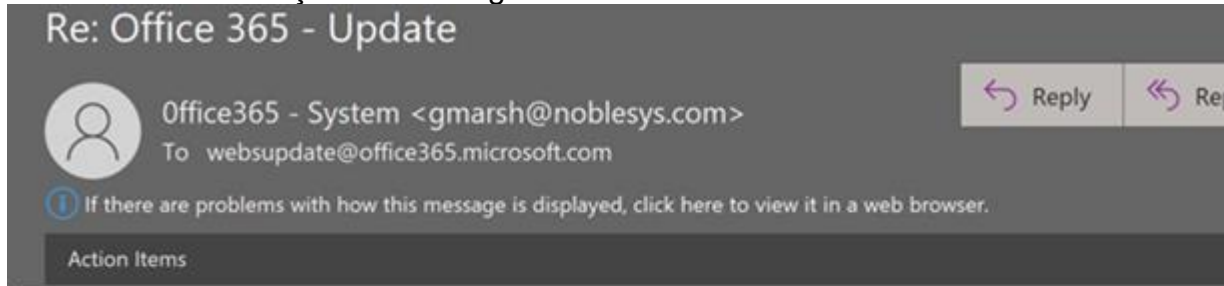 Re: Office 365 - Update
Reply
0ffice365 - System <gmarsh@noblesys.com>
To websupdate@office365.microsoft.com
If there are problems with how this message is displayed, click here to view it in a web browser.
Action Items